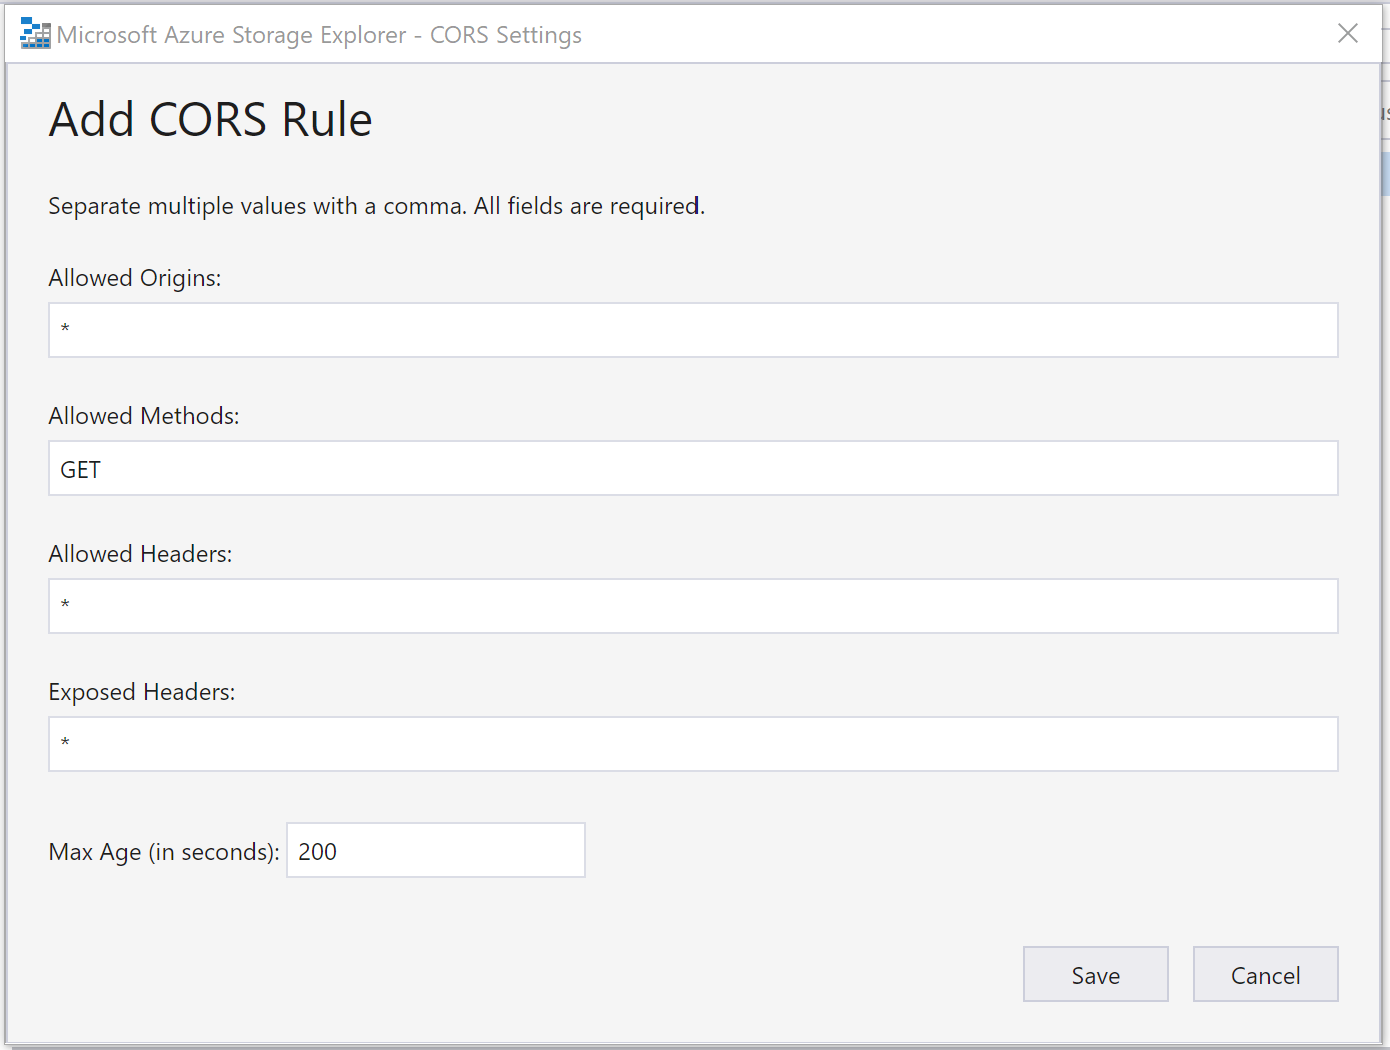 Microsoft Azure Storage Explorer - CORS Settings
Add CORS Rule
Separate multiple values with a comma. All fields are required.
Allowed Origins:
*
Allowed Methods:
GET
Allowed Headers:
*
Exposed Headers:
*
Max Age (in seconds): 200
Save Cancel